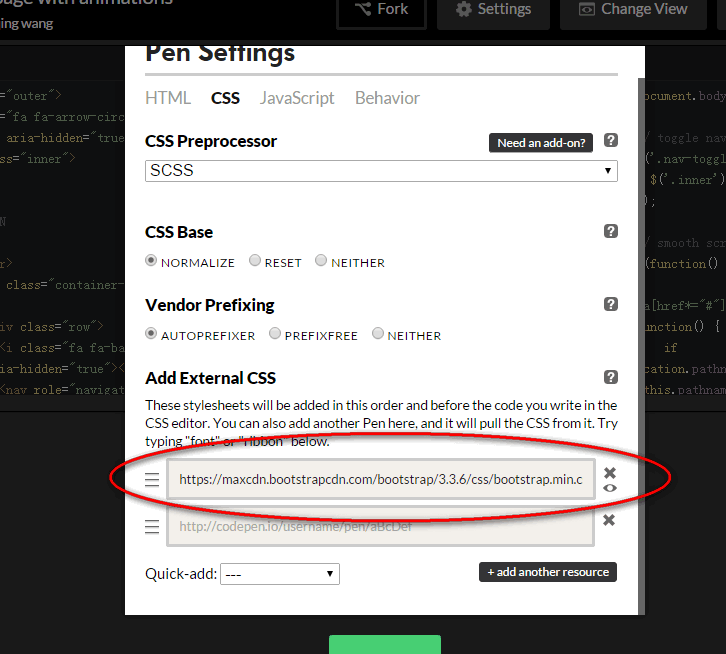 page with animations
jing wang
Fork
Settings
Change View
Pen Settings
HTML CSS JavaScript Behavior
CSS Preprocessor
Need an add-on?
?
SCSS
CSS Base
?
NORMALIZE RESET NEITHER
Vendor Prefixing
?
AUTOPREFIXER PREFIXFREE NEITHER
Add External CSS
?
These stylesheets will be added in this order and before the code you write in the
CSS editor. You can also add another Pen here, and it will pull the CSS from it. Try
typing "font" or "ribbon" below.
https://maxcdn.bootstrapcdn.com/bootstrap/3.3.6/css/bootstrap.min.c
http://codepen.io/username/pen/aBcDef
Quick-add: ---
+ add another resource
="outer">
="fa fa-arrow-circ
aria-hidden="true
ss="inner">
N
r>
class="container-
iv class="row">
<i class="fa fa-ba
ia-hidden="true"><
<nav role="navigat
ocument.body
/ toggle nav
('.nav-toggl
$('.inner')
);
/ smooth scr
(function()
a[href*="#"]
unction() {
if
cation.pathn
this.pathnam